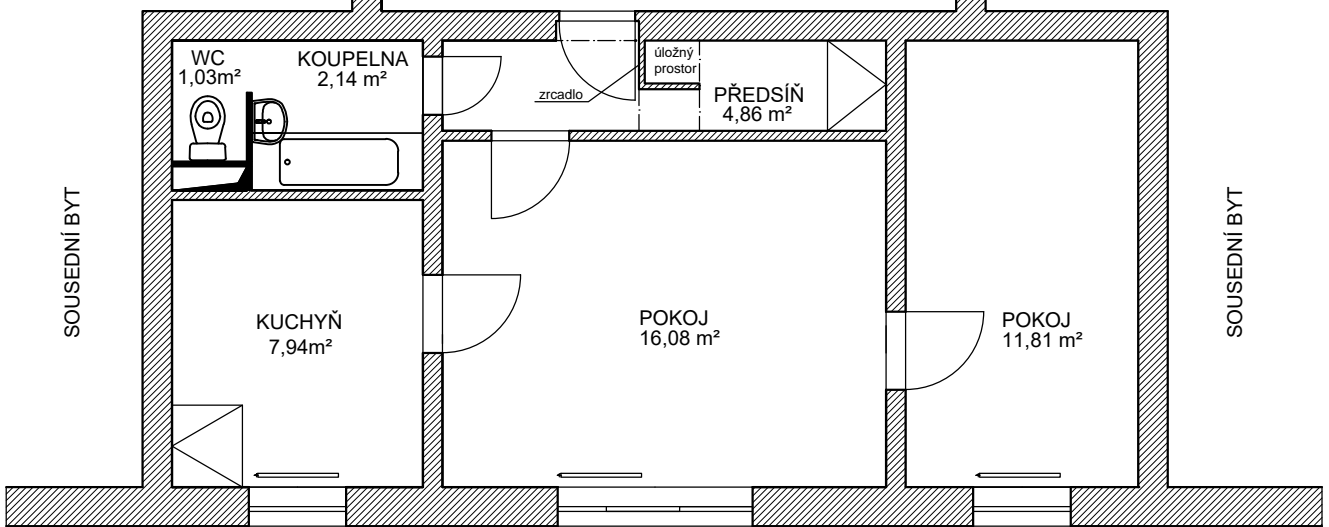 WC
1,03m²
KOUPELNA
2,14 m²
úložný
prostor
zrcadlo
PŘEDSÍŇ
4,86 m²
SOUSEDNÍ BYT
KUCHYŇ
7,94m²
POKOJ
16,08 m²
POKOJ
11,81 m²
SOUSEDNÍ BYT